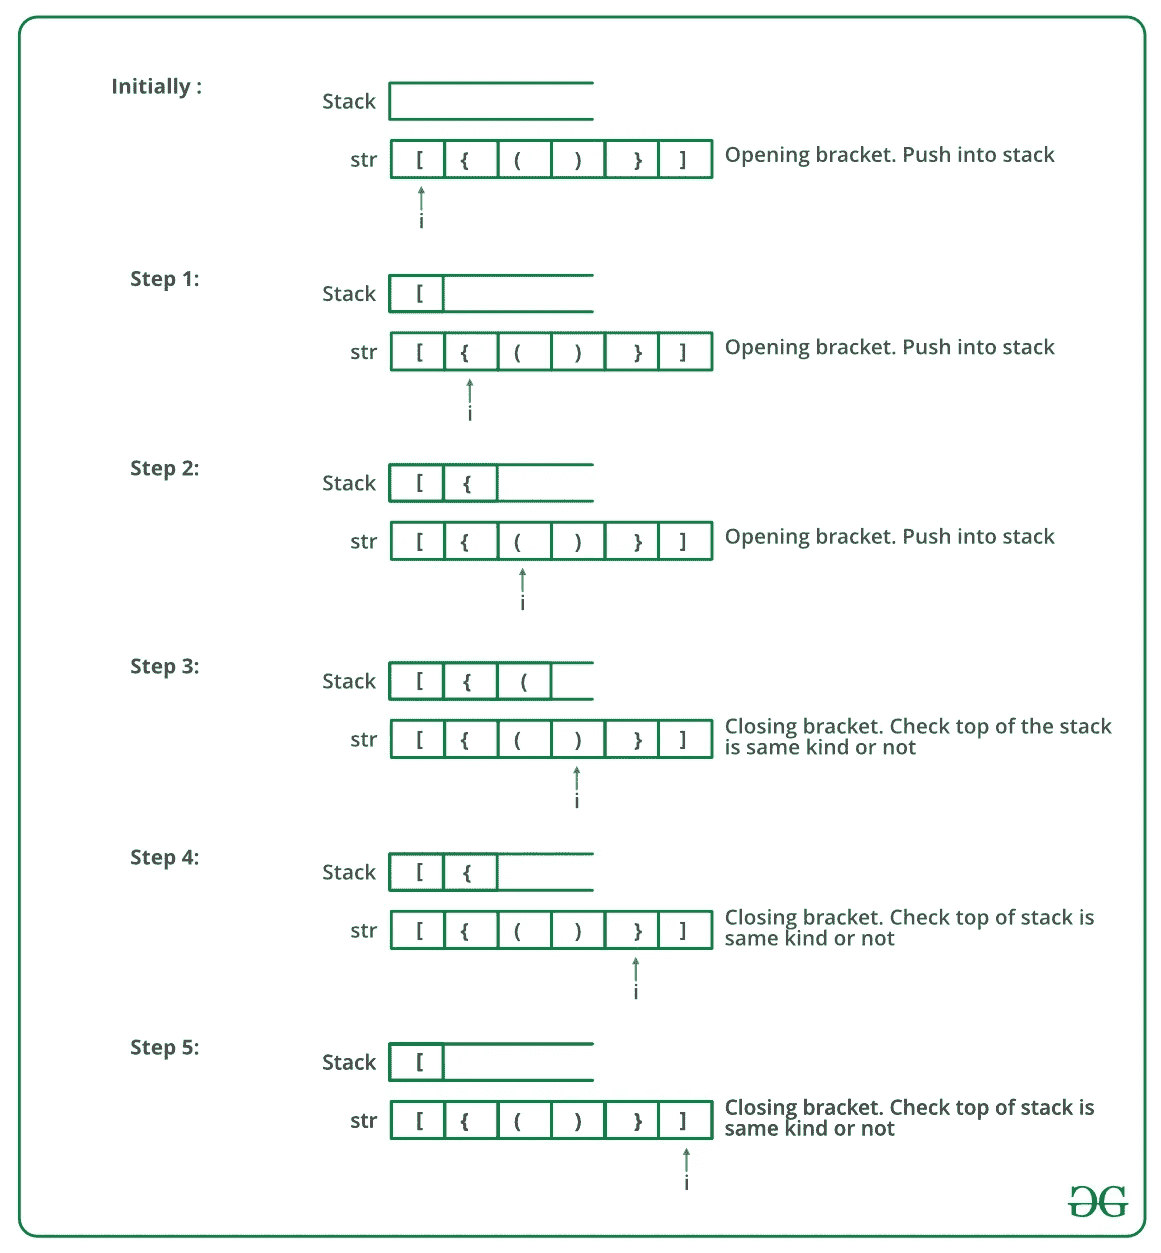 Initially :
Stack
str [ { ( ) } ] Opening bracket. Push into stack
i
Step 1:
Stack [
str [ { ( ) } ] Opening bracket. Push into stack
i
Step 2:
Stack [ {
str [ { ( ) } ] Opening bracket. Push into stack
i
Step 3:
Stack [ { (
str [ { ( ) } ] Closing bracket. Check top of the stack
is same kind or not
i
Step 4:
Stack [ {
str [ { ( ) } ] Closing bracket. Check top of stack is
same kind or not
i
Step 5:
Stack [
str [ { ( ) } ] Closing bracket. Check top of stack is
same kind or not
i